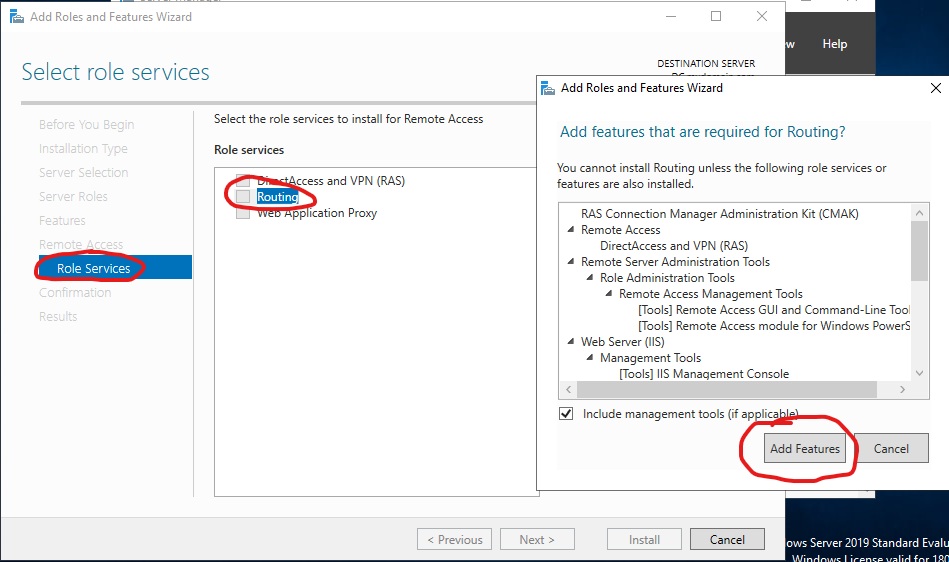 Add Roles and Features Wizard
Select role services
DESTINATION SERVER
Before You Begin
Installation Type
Server Selection
Server Roles
Features
Remote Access
Role Services
Confirmation
Results
Select the role services to install for Remote Access
Role services
DirectAccess and VPN (RAS)
Routing
Web Application Proxy
< Previous
Next >
Install
Cancel
Help
Add Roles and Features Wizard
Add features that are required for Routing?
You cannot install Routing unless the following role services or
features are also installed.
RAS Connection Manager Administration Kit (CMAK)
Remote Access
DirectAccess and VPN (RAS)
Remote Server Administration Tools
Role Administration Tools
Remote Access Management Tools
[Tools] Remote Access GUI and Command-Line Tool
[Tools] Remote Access module for Windows PowerS
Web Server (IIS)
Management Tools
[Tools] IIS Management Console
Include management tools (if applicable)
Add Features
Cancel
ows Server 2019 Standard Evalu
Windows License valid for 180